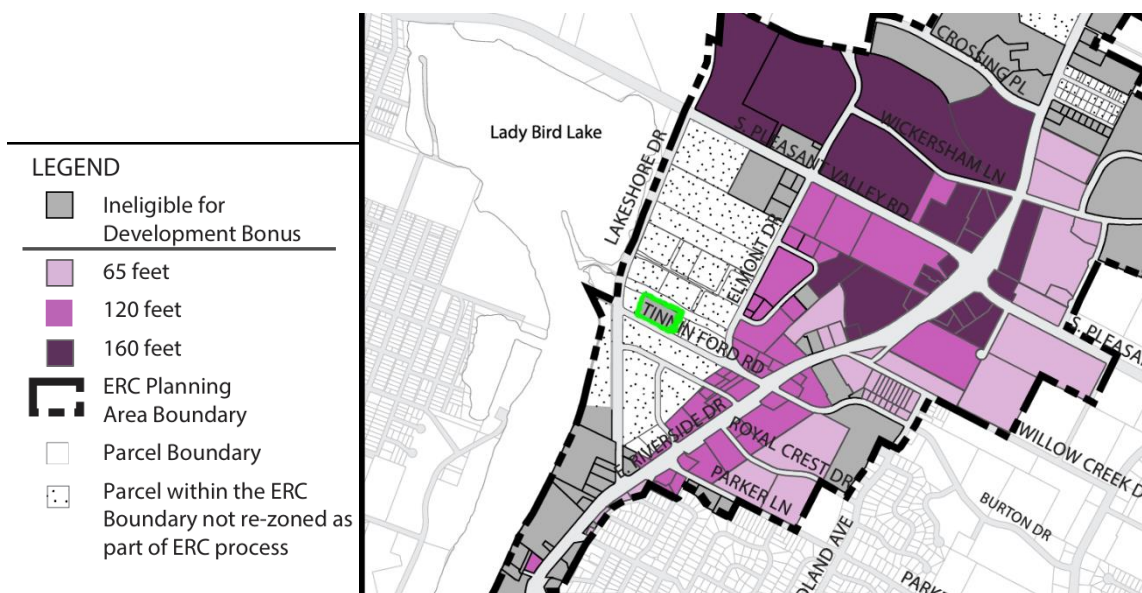 LEGEND
Ineligible for
Development Bonus
65 feet
120 feet
160 feet
ERC Planning
Area Boundary
Parcel Boundary
Parcel within the ERC
Boundary not re-zoned as
part of ERC process
Lady Bird Lake
LAKESHORE DR
CROSSING PL
WICKERSHAM LN
S. PLEASANT VALLEY RD
ELMONT DR
TINNIN FORD RD
E. RIVERSIDE DR
ROYAL CREST DR
PARKER LN
S. PLEASA
WILLOW CREEK D
BURTON DR
OLAND AVE
PARK